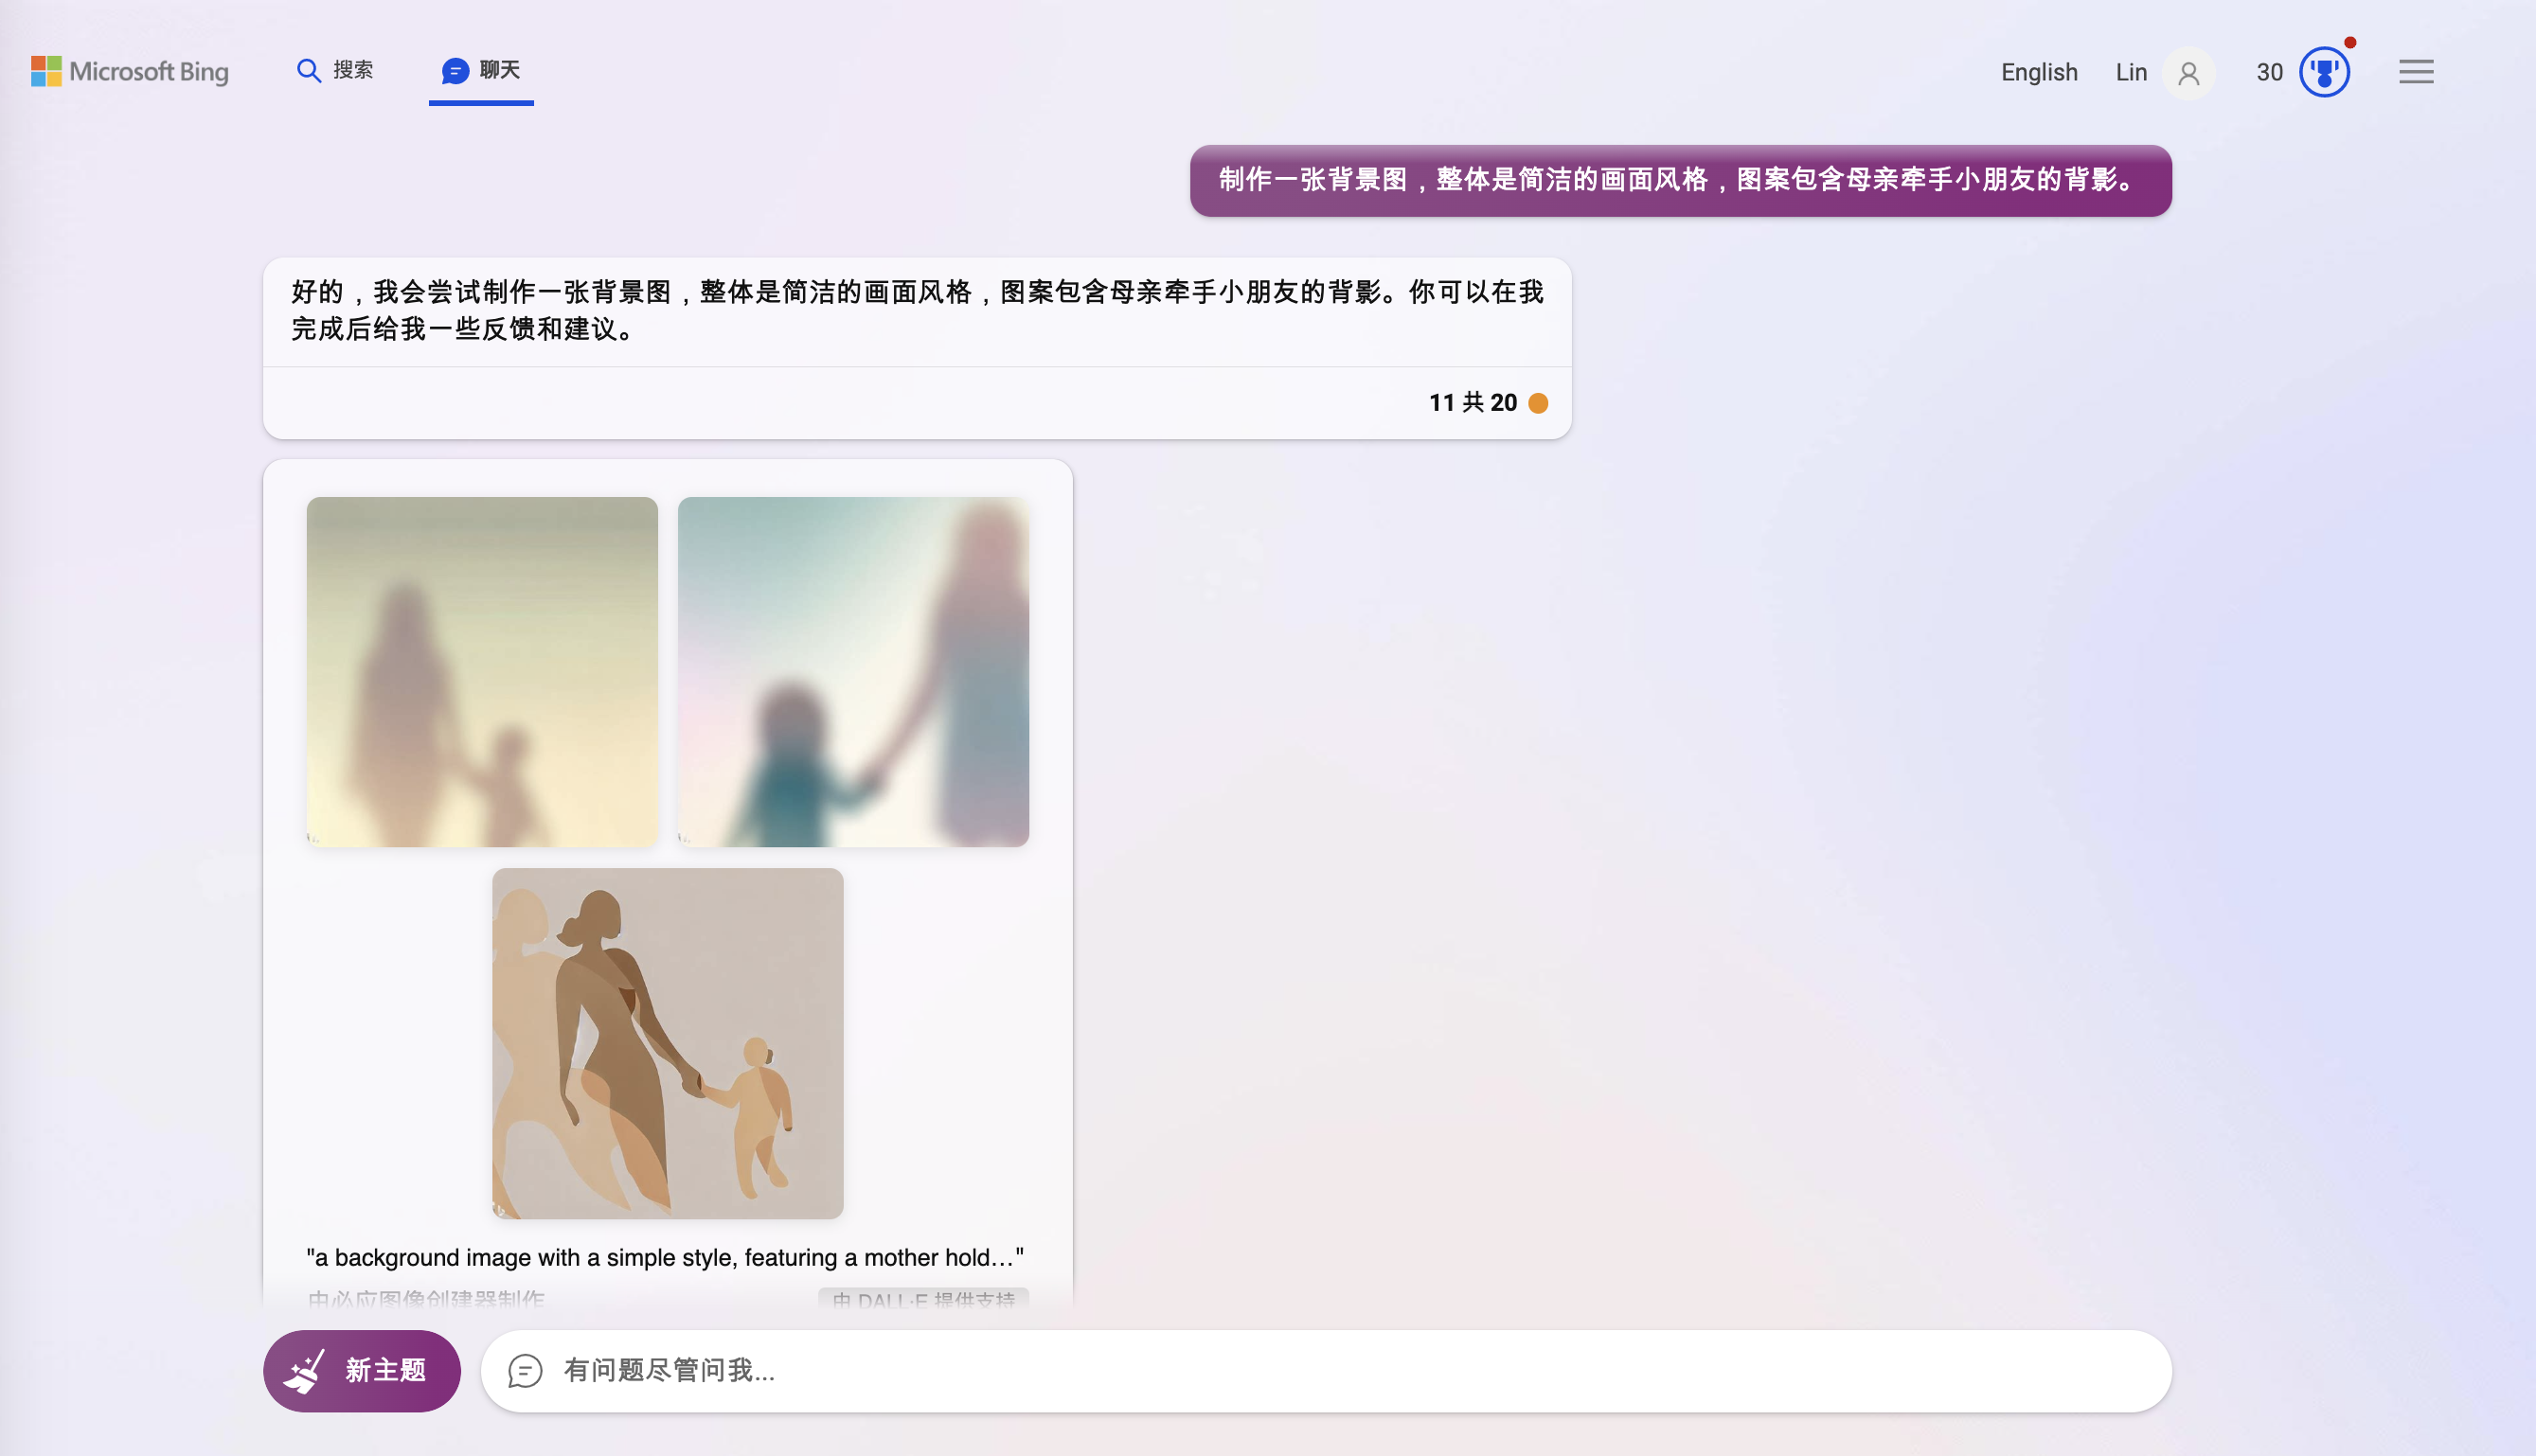 Microsoft Bing
搜索
聊天
English
Lin
30
制作一张背景图，整体是简洁的画面风格，图案包含母亲牵手小朋友的背影。
好的，我会尝试制作一张背景图，整体是简洁的画面风格，图案包含母亲牵手小朋友的背影。你可以在我
完成后给我一些反馈和建议。
11 共 20
"a background image with a simple style, featuring a mother hold…"
由必应图像创建器制作
由 DALL·E 提供支持
新主题
有问题尽管问我...